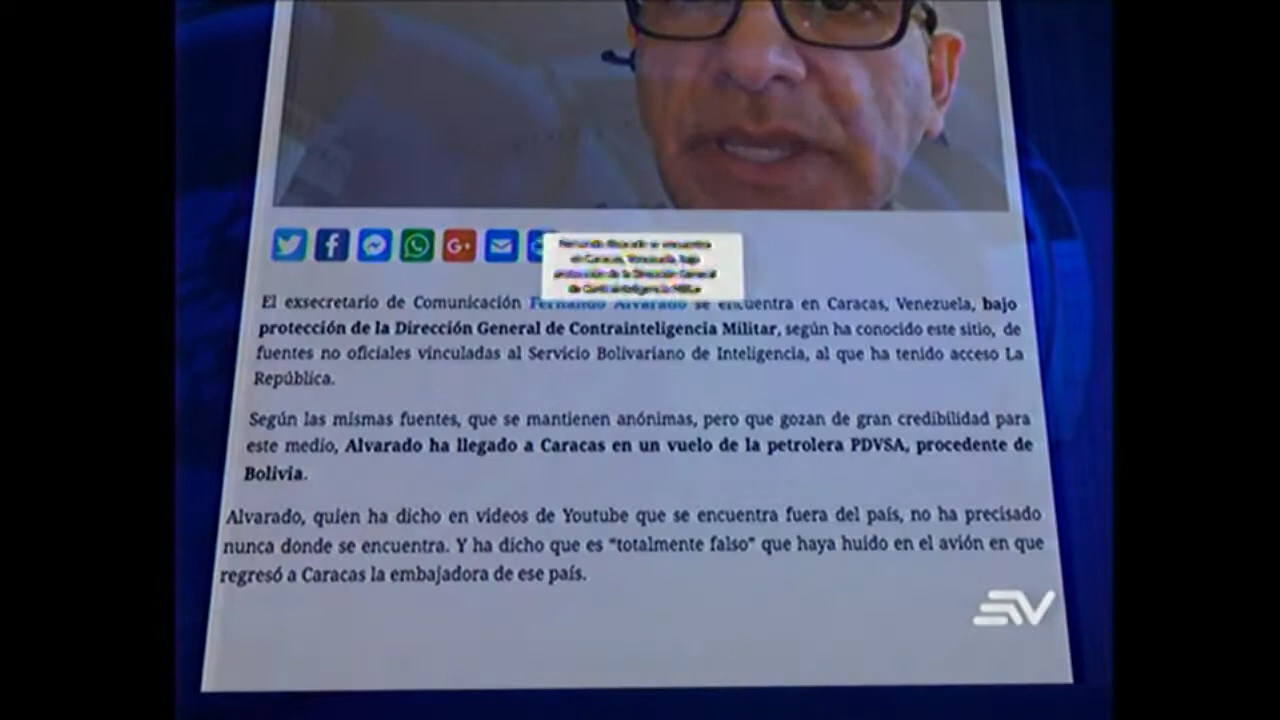 El exsecretario de Comunicación Fernando Alvarado se encuentra en Caracas, Venezuela, bajo
protección de la Dirección General de Contrainteligencia Militar, según ha conocido este sitio, de
fuentes no oficiales vinculadas al Servicio Bolivariano de Inteligencia, al que ha tenido acceso La
República.
Según las mismas fuentes, que se mantienen anónimas, pero que gozan de gran credibilidad para
este medio, Alvarado ha llegado a Caracas en un vuelo de la petrolera PDVSA, procedente de
Bolivia.
Alvarado, quien ha dicho en videos de Youtube que se encuentra fuera del país, no ha precisado
nunca donde se encuentra. Y ha dicho que es "totalmente falso" que haya huido en el avión en que
regresó a Caracas la embajadora de ese país.